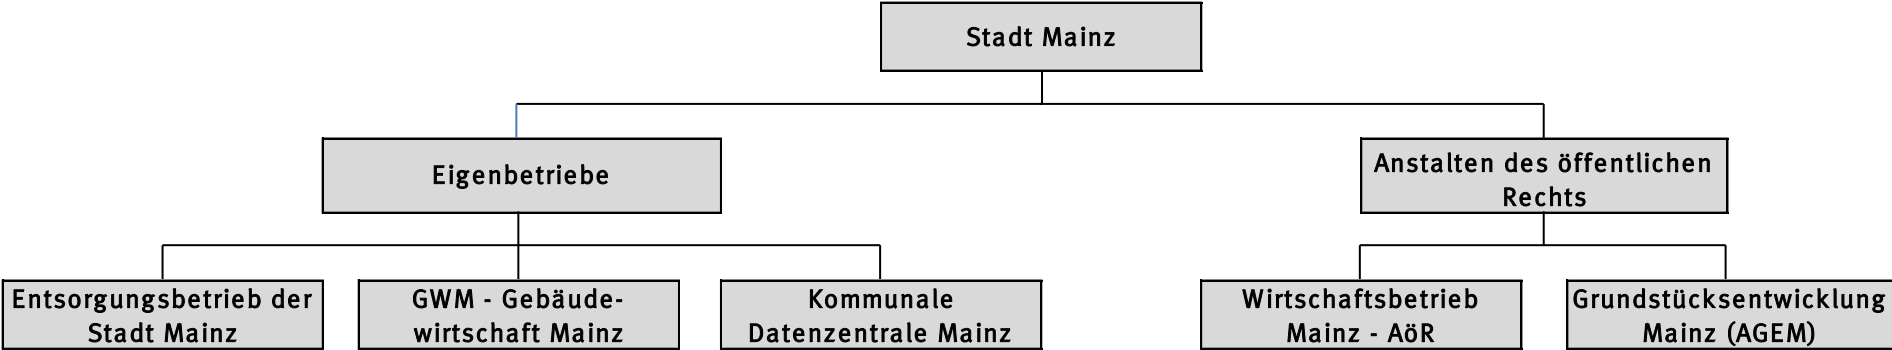 Stadt Mainz
Eigenbetriebe
Anstalten des öffentlichen
Rechts
Entsorgungsbetrieb der
Stadt Mainz
GWM - Gebäude-
wirtschaft Mainz
Kommunale
Datenzentrale Mainz
Wirtschaftsbetrieb
Mainz - AöR
Grundstücksentwicklung
Mainz (AGEM)